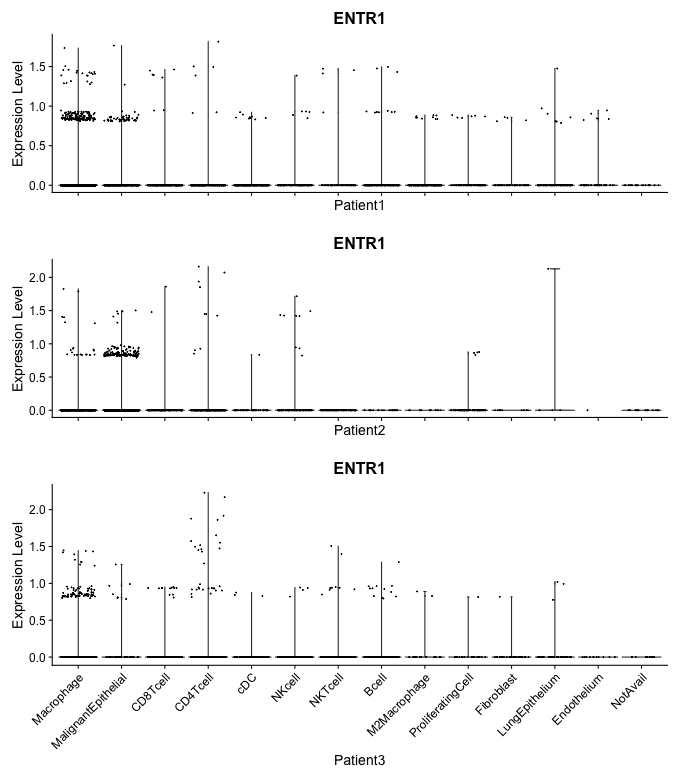 ENTR1
Expression Level
1.5
1.0
0.5
0.0
Patient1
ENTR1
Expression Level
2.0
1.5
1.0
0.5
0.0
Patient2
ENTR1
Expression Level
2.0
1.5
1.0
0.5
0.0
Macrophage
MalignantEpithelial
CD8Tcell
CD4Tcell
cDC
NKcell
NKTcell
Bcell
M2Macrophage
ProliferatingCell
Fibroblast
LungEpithelium
Endothelium
NotAvail
Patient3